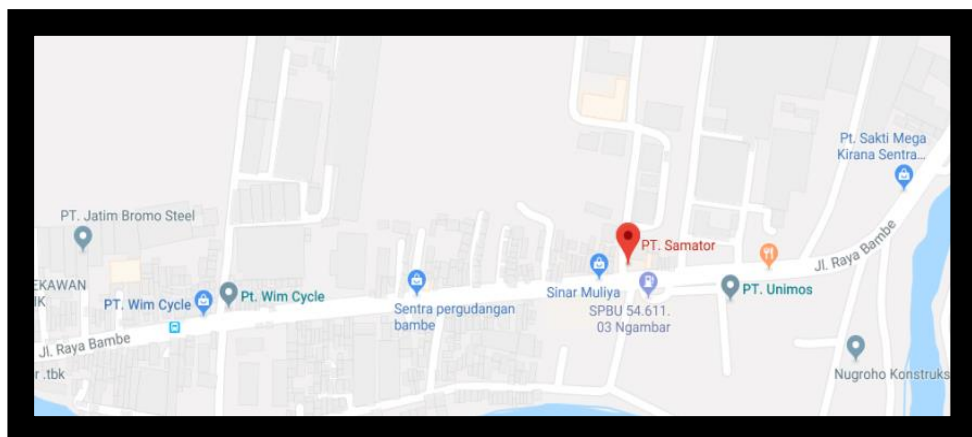 Pt. Sakti Mega
Kirana Sentra...
PT. Jatim Bromo Steel
PT. Samator
Jl. Raya Bambe
EKAWAN
IK
PT. Wim Cycle
Pt. Wim Cycle
Sentra pergudangan
bambe
Sinar Muliya
SPBU 54.611.
03 Ngambar
PT. Unimos
Jl. Raya Bambe
r .tbk
Nugroho Konstruks